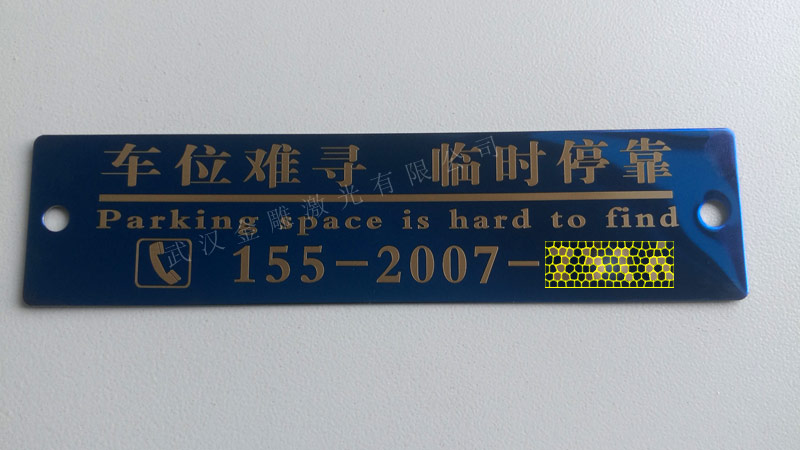 车位难寻 临时停靠
Parking space is hard to find
155-2007-
武汉金雕激光有限公司